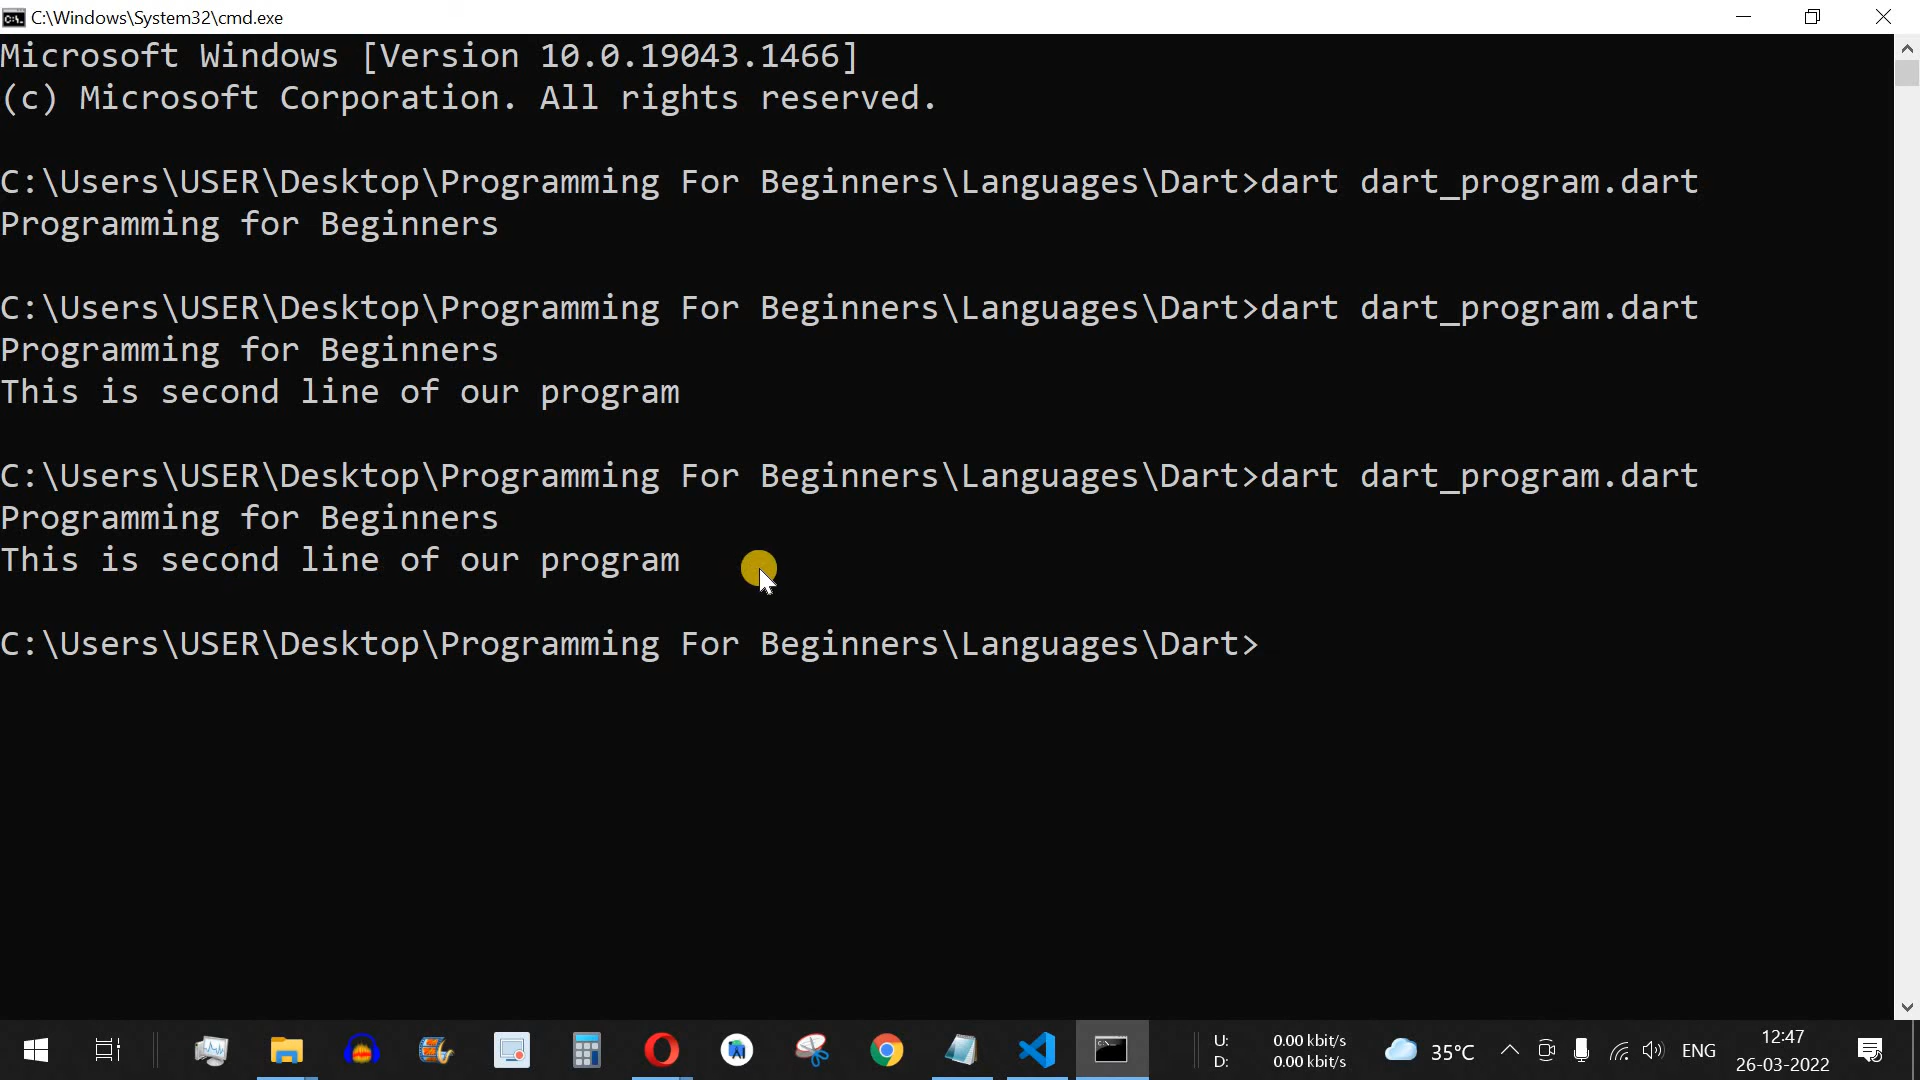 C:\Windows\System32\cmd.exe
Microsoft Windows [Version 10.0.19043.1466]
(c) Microsoft Corporation. All rights reserved.
C:\Users\USER\Desktop\Programming For Beginners\Languages\Dart>dart dart_program.dart
Programming for Beginners
C:\Users\USER\Desktop\Programming For Beginners\Languages\Dart>dart dart_program.dart
Programming for Beginners
This is second line of our program
C:\Users\USER\Desktop\Programming For Beginners\Languages\Dart>dart dart_program.dart
Programming for Beginners
This is second line of our program
C:\Users\USER\Desktop\Programming For Beginners\Languages\Dart>
U: 0.00 kbit/s
D: 0.00 kbit/s
35°C
ENG
12:47
26-03-2022